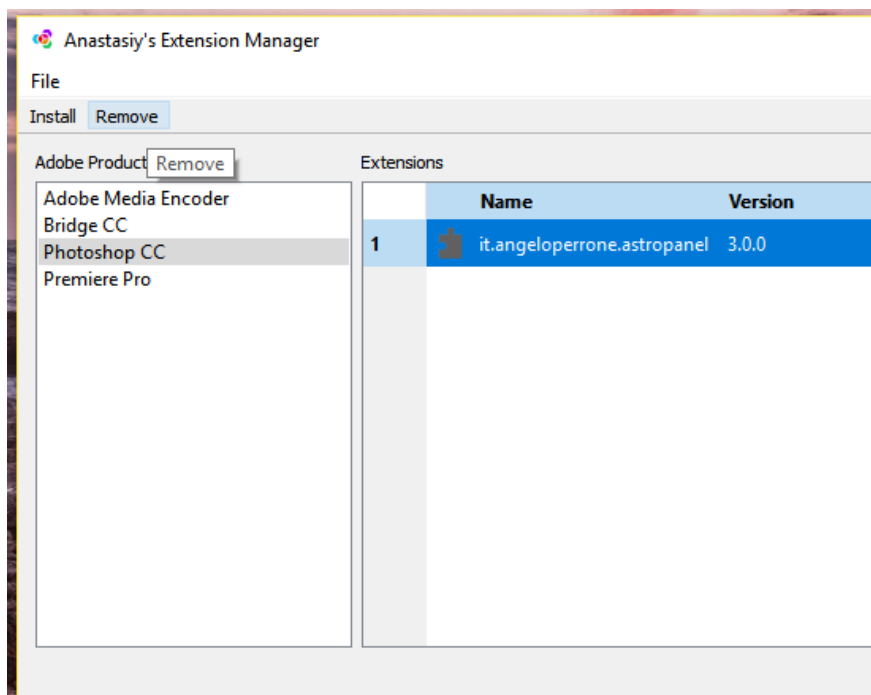 Anastasiy's Extension Manager
File
Install Remove
Adobe Product Remove
Extensions
Adobe Media Encoder
Bridge CC
Photoshop CC
Premiere Pro
Name Version
1 it.angeloperrone.astropanel 3.0.0